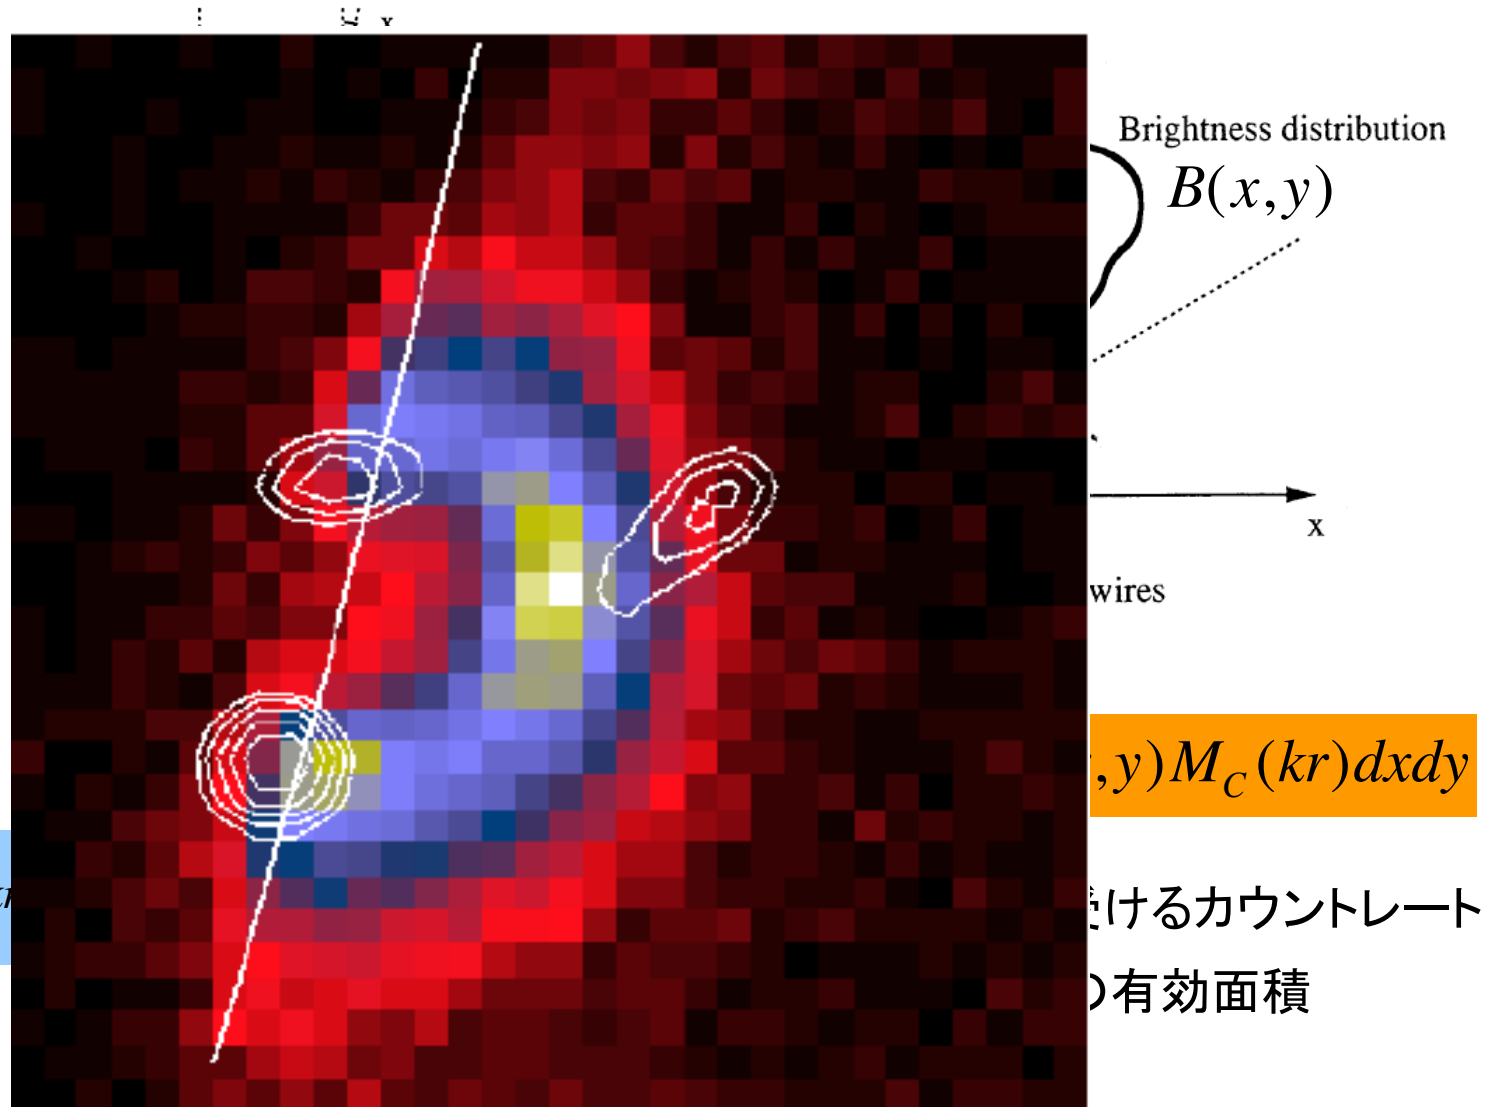 x
Brightness distribution
B(x,y)
x
wires
,y)M_C(kr)dxdy
けるカウントレート
の有効面積